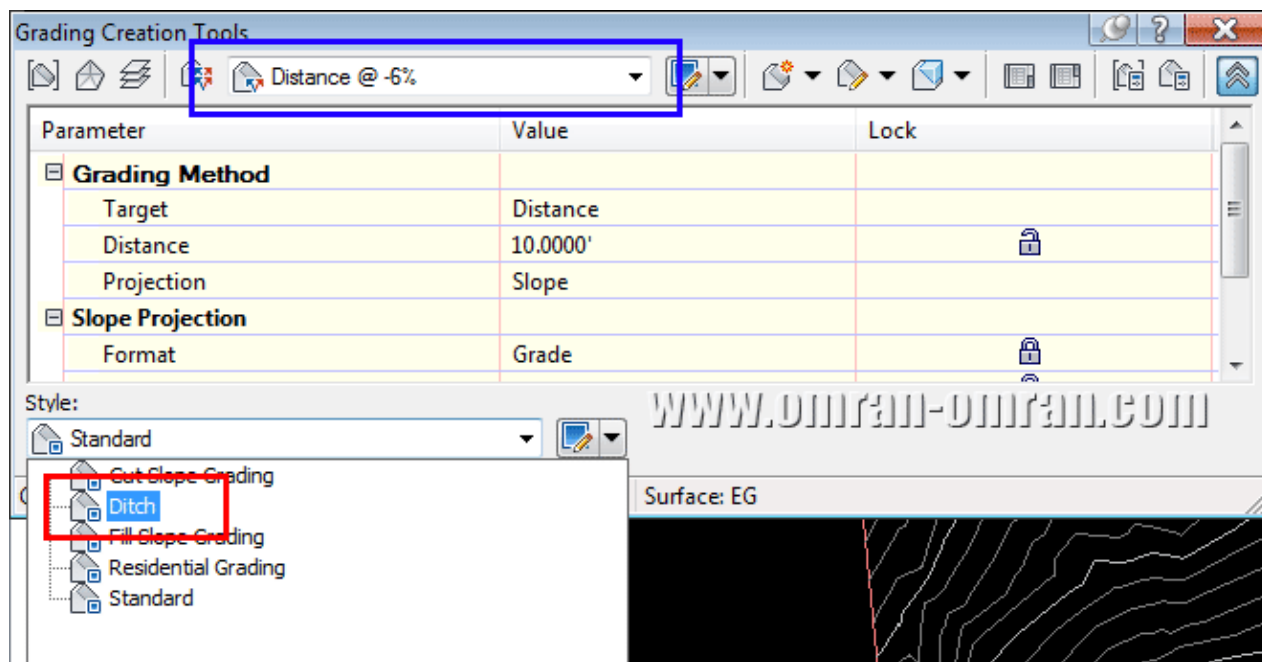 Grading Creation Tools
Distance @ -6%
Parameter Value Lock
Grading Method
Target Distance
Distance 10.0000'
Projection Slope
Slope Projection
Format Grade
Style:
www.omran-omran.com
Standard
Cut Slope Grading
Ditch
Surface: EG
Fill Slope Grading
Residential Grading
Standard